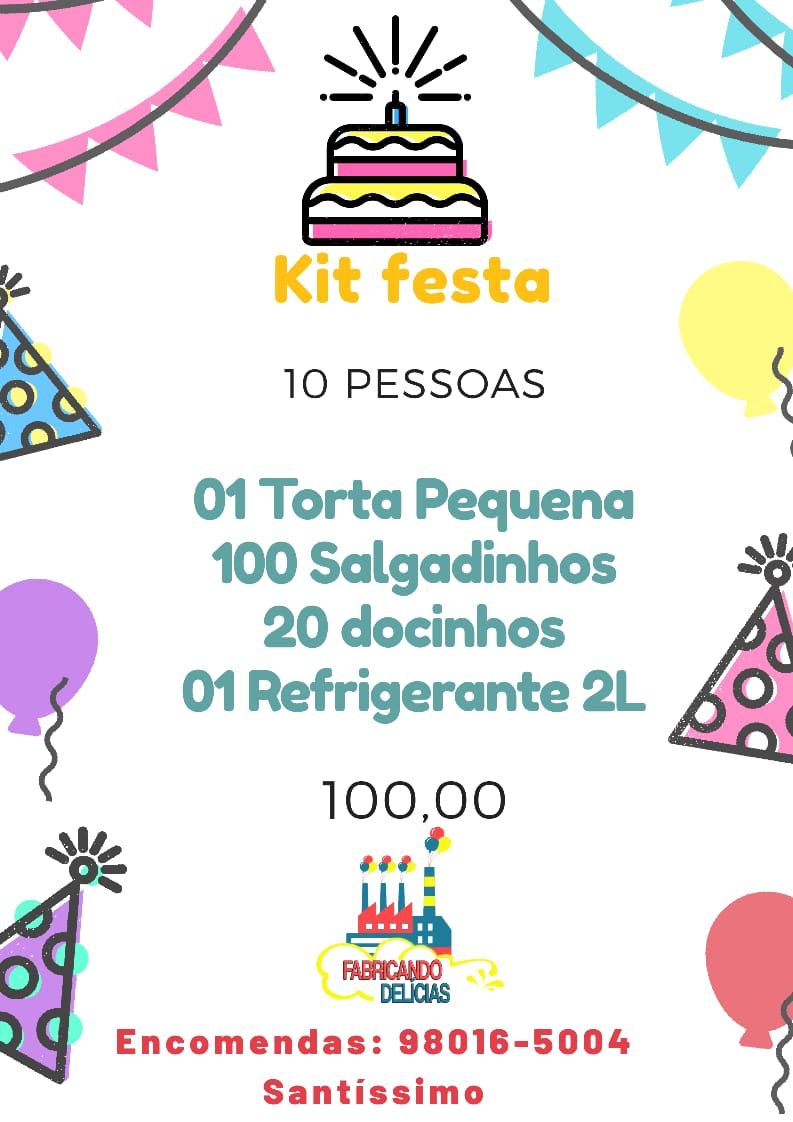 Kit festa
10 PESSOAS
01 Torta Pequena
100 Salgadinhos
20 docinhos
01 Refrigerante 2L
100,00
FABRICANDO
DELÍCIAS
Encomendas: 98016-5004
Santíssimo